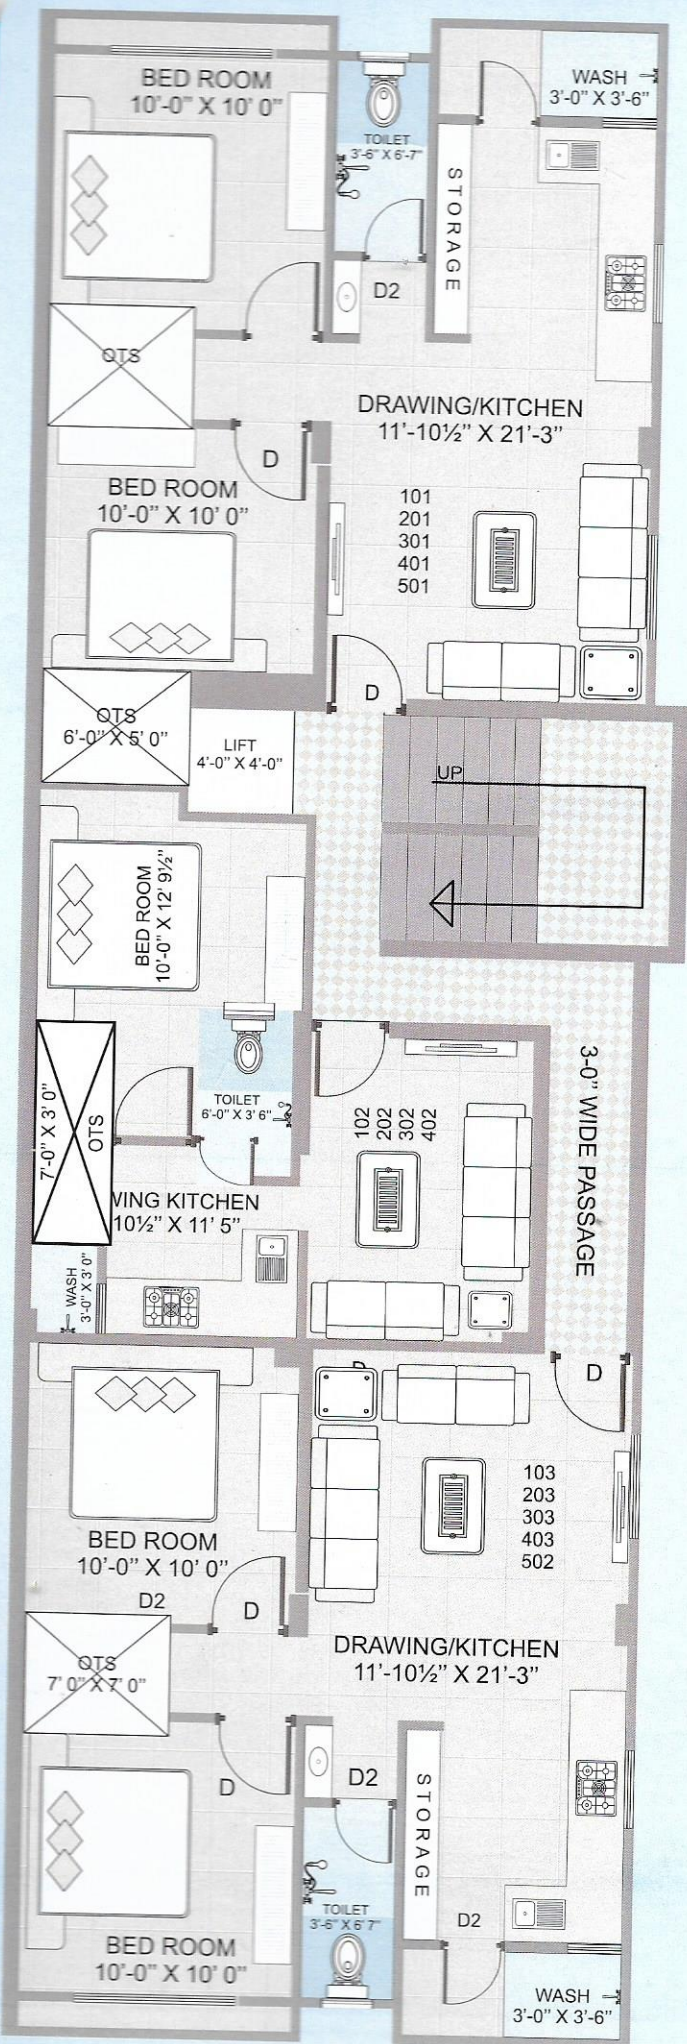 BED ROOM
10'-0" X 10' 0"
WASH
3'-0" X 3'-6"
TOILET
3'-6" X 6'-7"
STORAGE
D2
OTS
DRAWING/KITCHEN
11'-10½" X 21'-3"
D
BED ROOM
10'-0" X 10' 0"
101
201
301
401
501
D
OTS
6'-0" X 5' 0"
LIFT
4'-0" X 4'-0"
UP
BED ROOM
10'-0" X 12' 9½"
3-0" WIDE PASSAGE
OTS
7'-0" X 3' 0"
TOILET
6'-0" X 3' 6"
102
202
302
402
WING KITCHEN
10½" X 11' 5"
WASH
3'-0" X 3' 0"
D
103
203
303
403
502
BED ROOM
10'-0" X 10' 0"
D2
D
OTS
7' 0" X 7' 0"
DRAWING/KITCHEN
11'-10½" X 21'-3"
D
D2
STORAGE
TOILET
3'-6" X 6' 7"
D2
BED ROOM
10'-0" X 10' 0"
WASH
3'-0" X 3'-6"